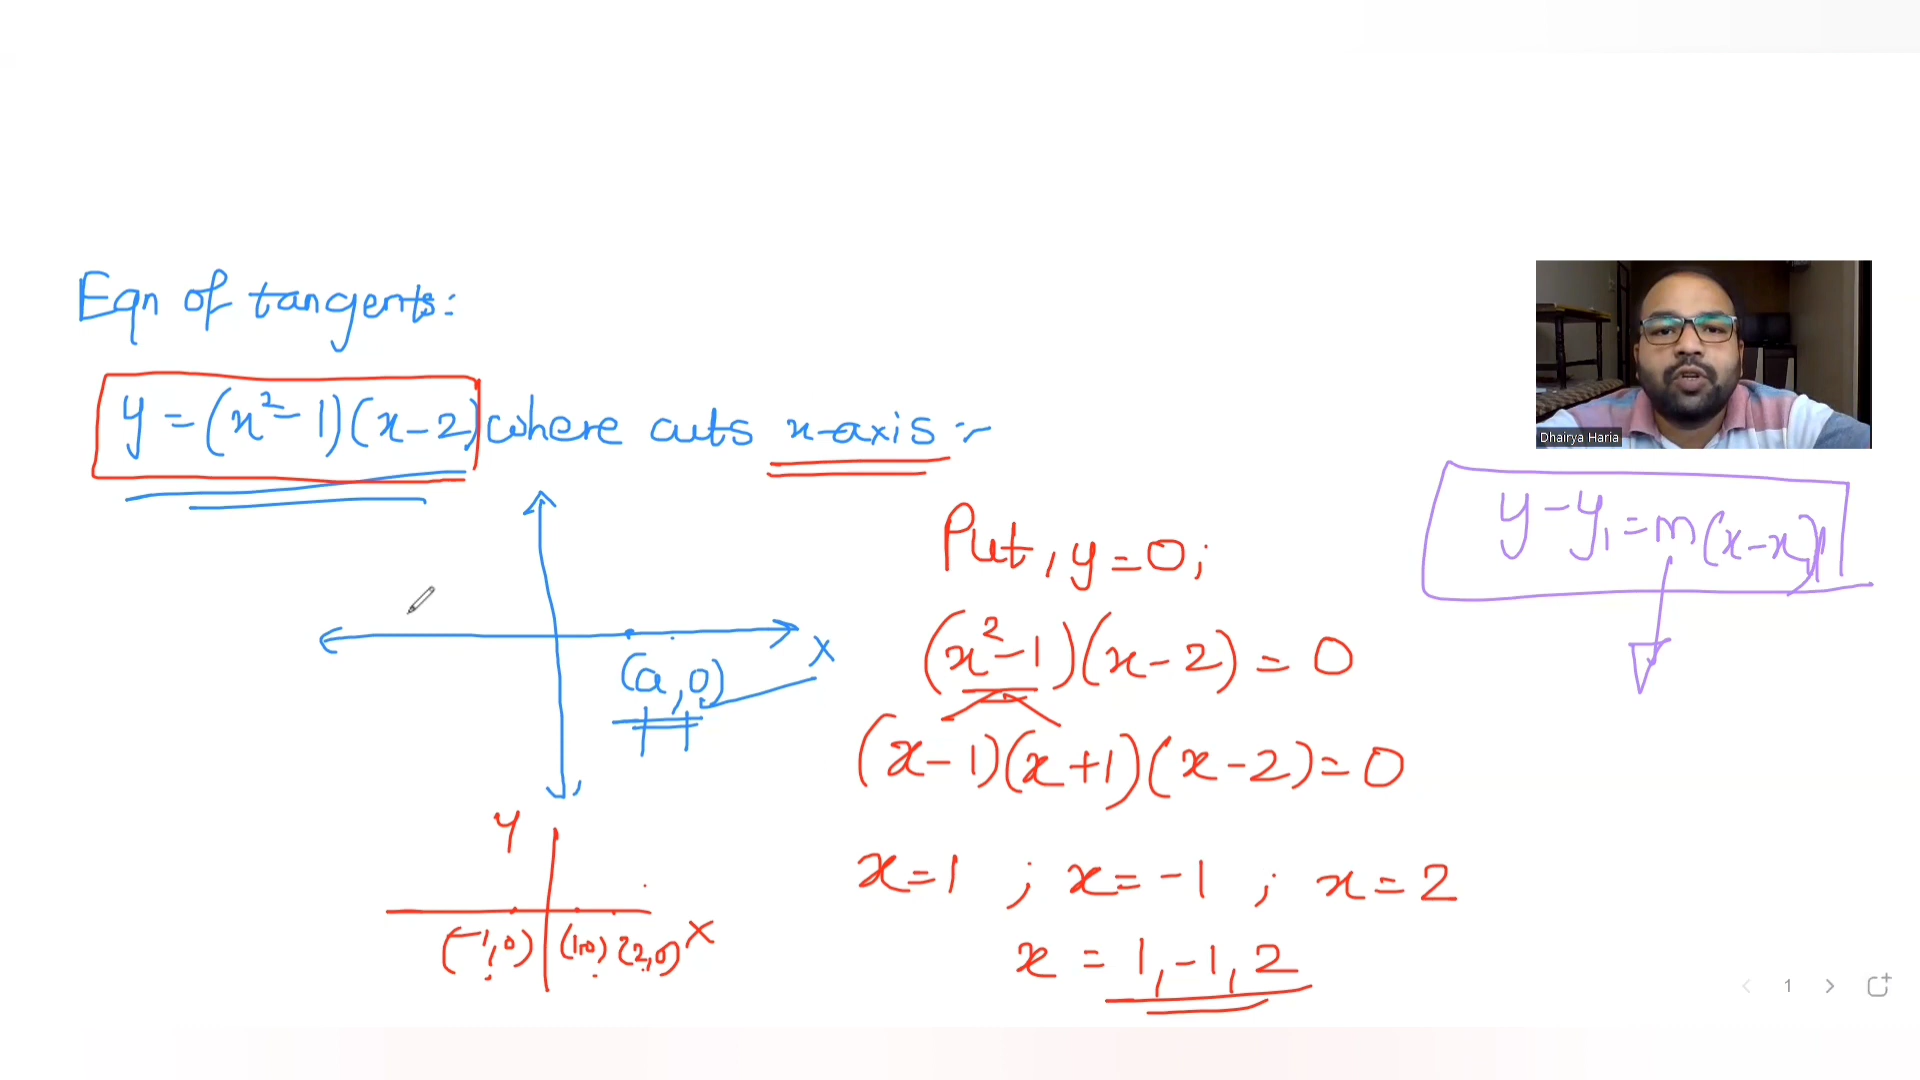 Eqn of tangents:
y = (x²-1)(x-2) where cuts x-axis :-
Dhairya Haria
y-y₁=m(x-x₁)
Put, y=0;
(x²-1)(x-2) = 0
X
(a,0)
(x-1)(x+1)(x-2)=0
Y
x=1 ; x=-1 ; x=2
X
(-1,0) (1,0) (2,0)
x = 1,-1,2
1